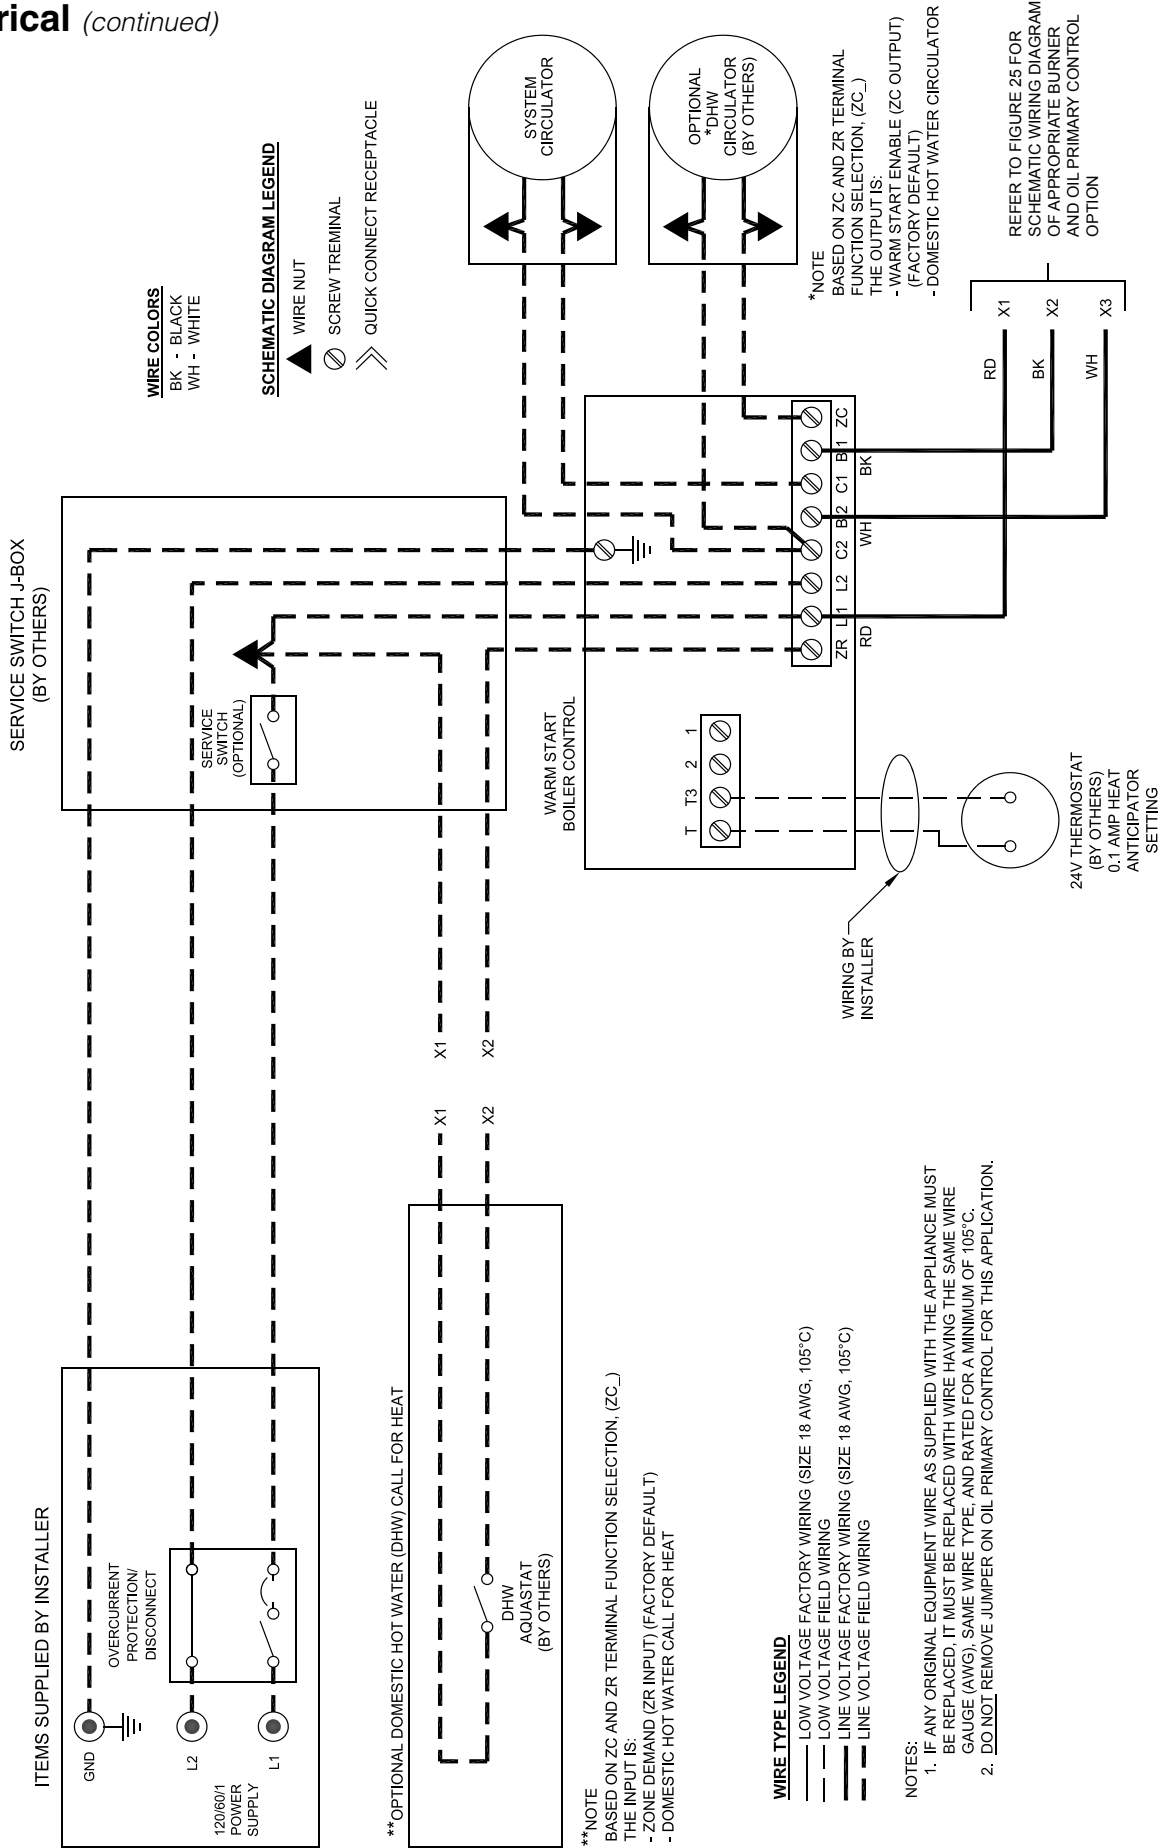 rical (continued)
ITEMS SUPPLIED BY INSTALLER
GND
L2
L1
120/60/1
POWER
SUPPLY
OVERCURRENT
PROTECTION/
DISCONNECT
SERVICE SWITCH J-BOX
(BY OTHERS)
SERVICE
SWITCH
(OPTIONAL)
WIRE COLORS
BK - BLACK
WH - WHITE
SCHEMATIC DIAGRAM LEGEND
WIRE NUT
SCREW TREMINAL
QUICK CONNECT RECEPTACLE
**OPTIONAL DOMESTIC HOT WATER (DHW) CALL FOR HEAT
X1
X2
X1
X2
DHW
AQUASTAT
(BY OTHERS)
**NOTE
BASED ON ZC AND ZR TERMINAL FUNCTION SELECTION, (ZC_)
THE INPUT IS:
- ZONE DEMAND (ZR INPUT) (FACTORY DEFAULT)
- DOMESTIC HOT WATER CALL FOR HEAT
SYSTEM
CIRCULATOR
OPTIONAL
*DHW
CIRCULATOR
(BY OTHERS)
*NOTE
BASED ON ZC AND ZR TERMINAL
FUNCTION SELECTION, (ZC_)
THE OUTPUT IS:
- WARM START ENABLE (ZC OUTPUT)
(FACTORY DEFAULT)
- DOMESTIC HOT WATER CIRCULATOR
WARM START
BOILER CONTROL
T
T3
2
1
ZR
L1
L2
C2
B2
C1
B1
ZC
RD
WH
BK
RD
BK
WH
X1
X2
X3
REFER TO FIGURE 25 FOR
SCHEMATIC WIRING DIAGRAM
OF APPROPRIATE BURNER
AND OIL PRIMARY CONTROL
OPTION
WIRING BY
INSTALLER
24V THERMOSTAT
(BY OTHERS)
0.1 AMP HEAT
ANTICIPATOR
SETTING
WIRE TYPE LEGEND
LOW VOLTAGE FACTORY WIRING (SIZE 18 AWG, 105°C)
LOW VOLTAGE FIELD WIRING
LINE VOLTAGE FACTORY WIRING (SIZE 18 AWG, 105°C)
LINE VOLTAGE FIELD WIRING
NOTES:
1. IF ANY ORIGINAL EQUIPMENT WIRE AS SUPPLIED WITH THE APPLIANCE MUST
BE REPLACED, IT MUST BE REPLACED WITH WIRE HAVING THE SAME WIRE
GAUGE (AWG), SAME WIRE TYPE, AND RATED FOR A MINIMUM OF 105°C.
2. DO NOT REMOVE JUMPER ON OIL PRIMARY CONTROL FOR THIS APPLICATION.